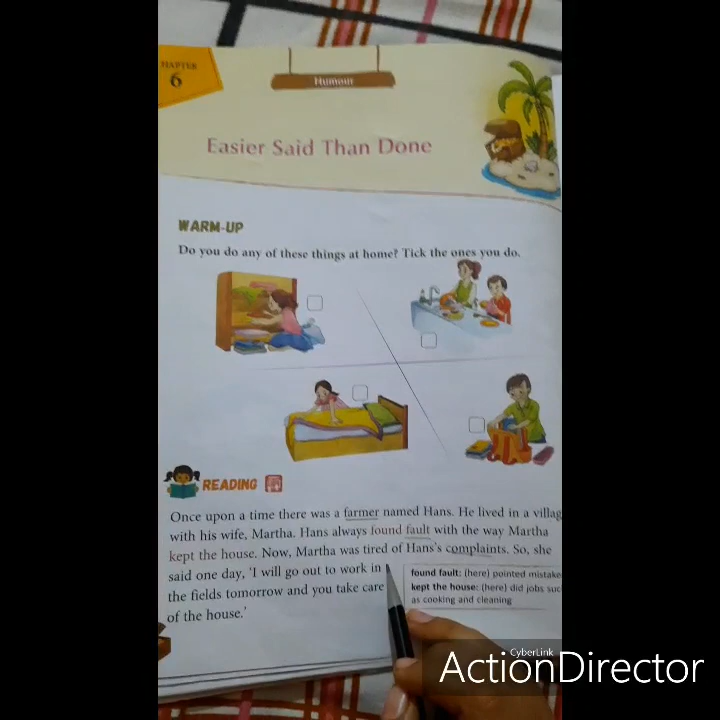 HAPTER
6
Humour
Easier Said Than Done
WARM-UP
Do you do any of these things at home? Tick the ones you do.
READING
Once upon a time there was a farmer named Hans. He lived in a villag
with his wife, Martha. Hans always found fault with the way Martha
kept the house. Now, Martha was tired of Hans's complaints. So, she
said one day, 'I will go out to work in
the fields tomorrow and you take care
of the house.'
found fault: (here) pointed mistake
kept the house: (here) did jobs suc
as cooking and cleaning
CyberLink
ActionDirector